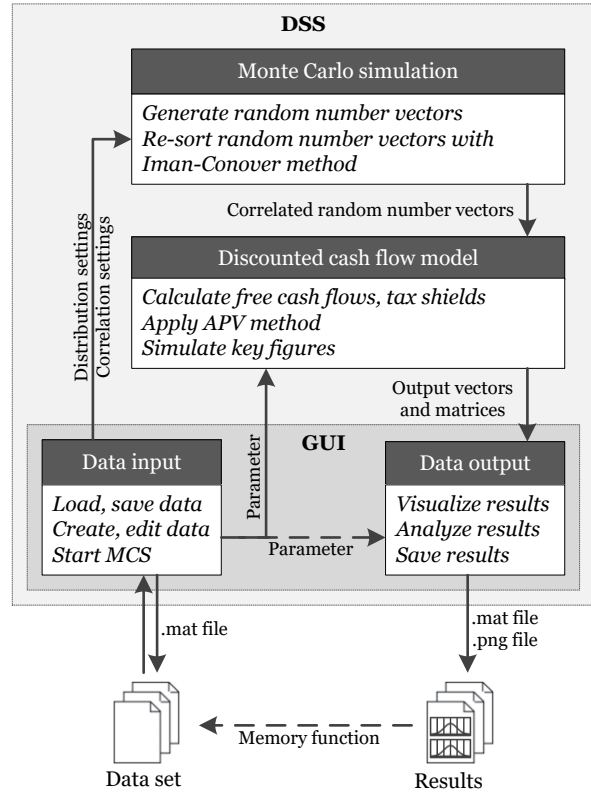 DSS
Monte Carlo simulation
Generate random number vectors
Re-sort random number vectors with
Iman-Conover method
Distribution settings
Correlation settings
Correlated random number vectors
Discounted cash flow model
Calculate free cash flows, tax shields
Apply APV method
Simulate key figures
Output vectors
and matrices
Parameter
GUI
Data input
Load, save data
Create, edit data
Start MCS
Parameter
Data output
Visualize results
Analyze results
Save results
.mat file
.mat file
.png file
Memory function
Data set
Results